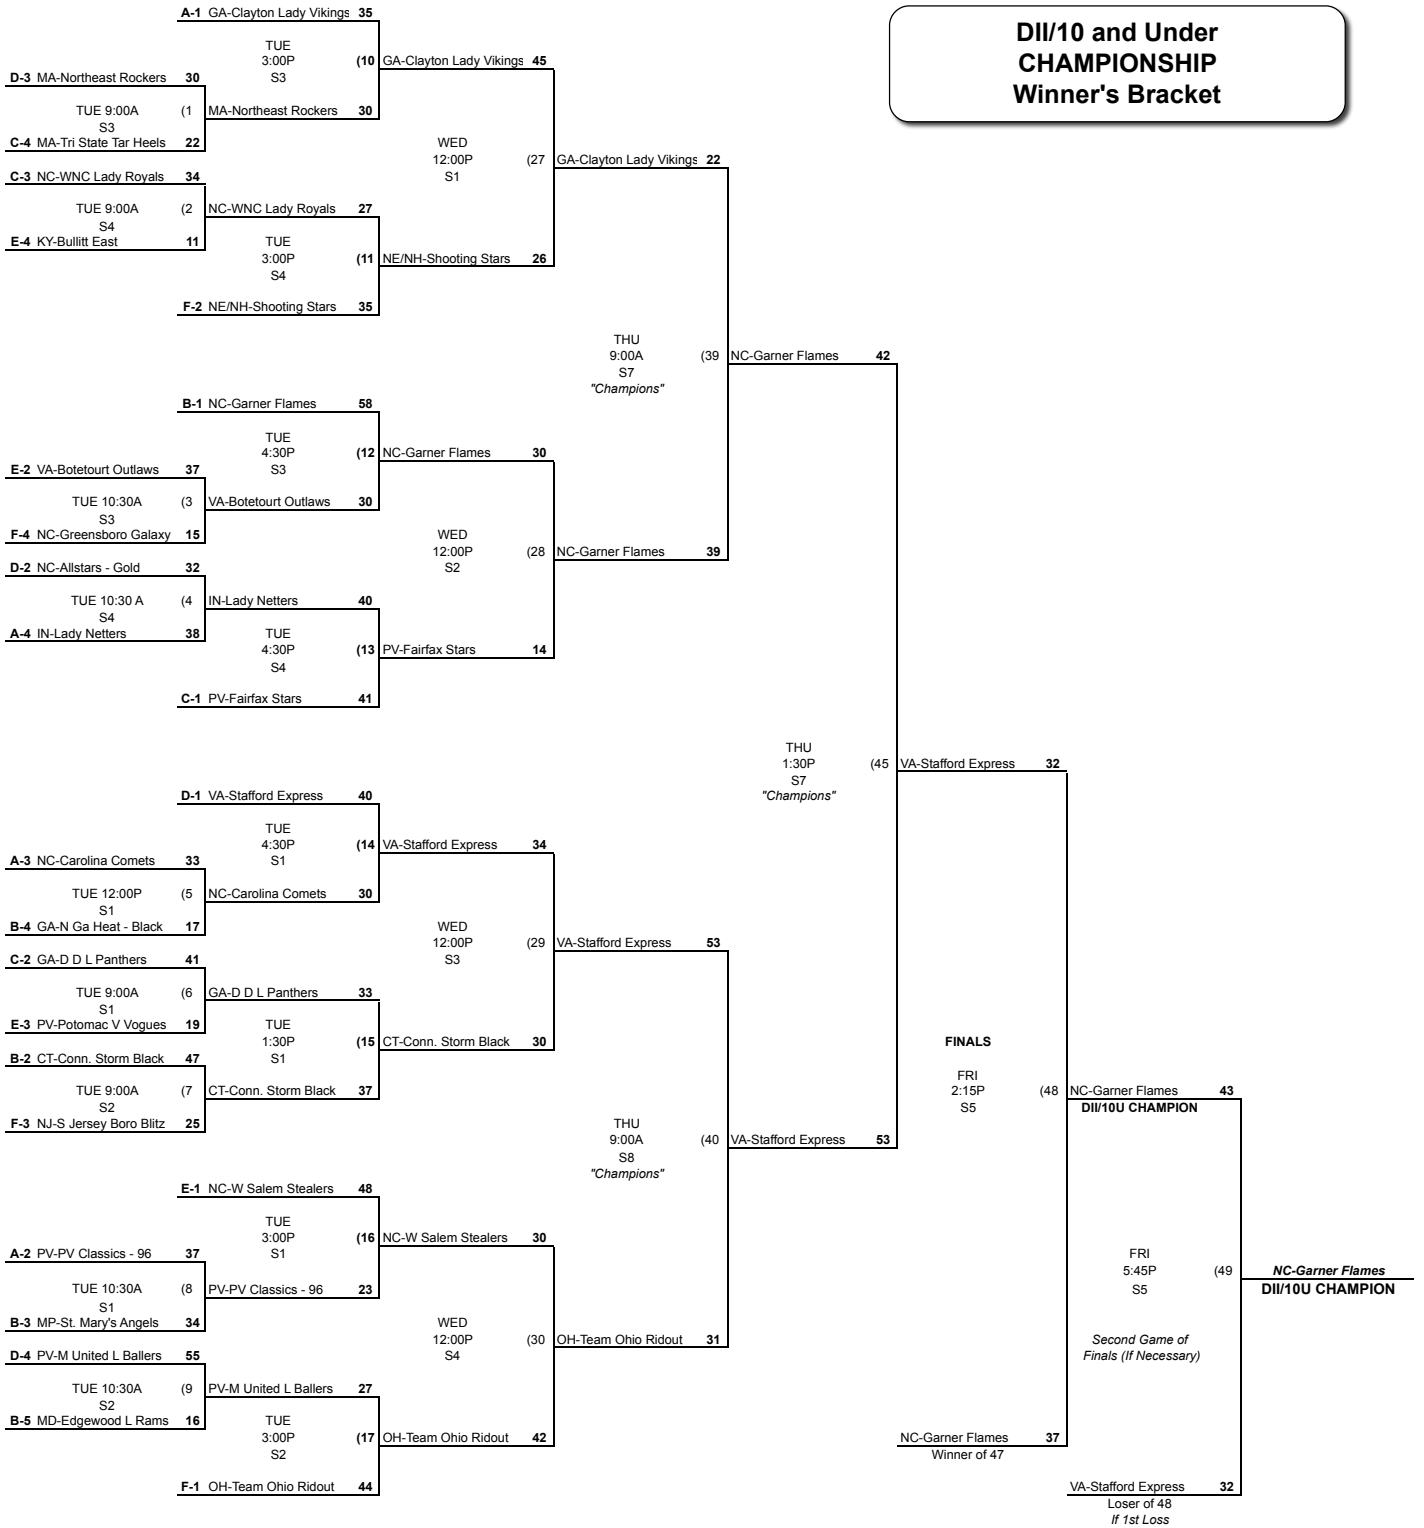 A-1 GA-Clayton Lady Vikings 35
DII/10 and Under
CHAMPIONSHIP
Winner's Bracket
TUE
3:00P
S3
(10 GA-Clayton Lady Vikings 45
D-3 MA-Northeast Rockers 30
TUE 9:00A (1
S3
MA-Northeast Rockers 30
C-4 MA-Tri State Tar Heels 22
WED
12:00P
S1
(27 GA-Clayton Lady Vikings 22
C-3 NC-WNC Lady Royals 34
TUE 9:00A (2
S4
NC-WNC Lady Royals 27
E-4 KY-Bullitt East 11
TUE
3:00P
S4
(11 NE/NH-Shooting Stars 26
F-2 NE/NH-Shooting Stars 35
THU
9:00A
S7
"Champions"
(39 NC-Garner Flames 42
B-1 NC-Garner Flames 58
TUE
4:30P
S3
(12 NC-Garner Flames 30
E-2 VA-Botetourt Outlaws 37
TUE 10:30A (3
S3
VA-Botetourt Outlaws 30
F-4 NC-Greensboro Galaxy 15
WED
12:00P
S2
(28 NC-Garner Flames 39
D-2 NC-Allstars - Gold 32
TUE 10:30 A (4
S4
IN-Lady Netters 40
A-4 IN-Lady Netters 38
TUE
4:30P
S4
(13 PV-Fairfax Stars 14
C-1 PV-Fairfax Stars 41
THU
1:30P
S7
"Champions"
(45 VA-Stafford Express 32
D-1 VA-Stafford Express 40
TUE
4:30P
S1
(14 VA-Stafford Express 34
A-3 NC-Carolina Comets 33
TUE 12:00P (5
S1
NC-Carolina Comets 30
B-4 GA-N Ga Heat - Black 17
WED
12:00P
S3
(29 VA-Stafford Express 53
C-2 GA-D D L Panthers 41
TUE 9:00A (6
S1
GA-D D L Panthers 33
E-3 PV-Potomac V Vogues 19
TUE
1:30P
S1
(15 CT-Conn. Storm Black 30
B-2 CT-Conn. Storm Black 47
TUE 9:00A (7
S2
CT-Conn. Storm Black 37
F-3 NJ-S Jersey Boro Blitz 25
FINALS
FRI
2:15P
S5
(48 NC-Garner Flames 43
DII/10U CHAMPION
THU
9:00A
S8
"Champions"
(40 VA-Stafford Express 53
E-1 NC-W Salem Stealers 48
TUE
3:00P
S1
(16 NC-W Salem Stealers 30
A-2 PV-PV Classics - 96 37
TUE 10:30A (8
S1
PV-PV Classics - 96 23
B-3 MP-St. Mary's Angels 34
FRI
5:45P
S5
(49 NC-Garner Flames
DII/10U CHAMPION
WED
12:00P
S4
(30 OH-Team Ohio Ridout 31
Second Game of
Finals (If Necessary)
D-4 PV-M United L Ballers 55
TUE 10:30A (9
S2
PV-M United L Ballers 27
B-5 MD-Edgewood L Rams 16
TUE
3:00P
S2
(17 OH-Team Ohio Ridout 42
NC-Garner Flames 37
Winner of 47
F-1 OH-Team Ohio Ridout 44
VA-Stafford Express 32
Loser of 48
If 1st Loss